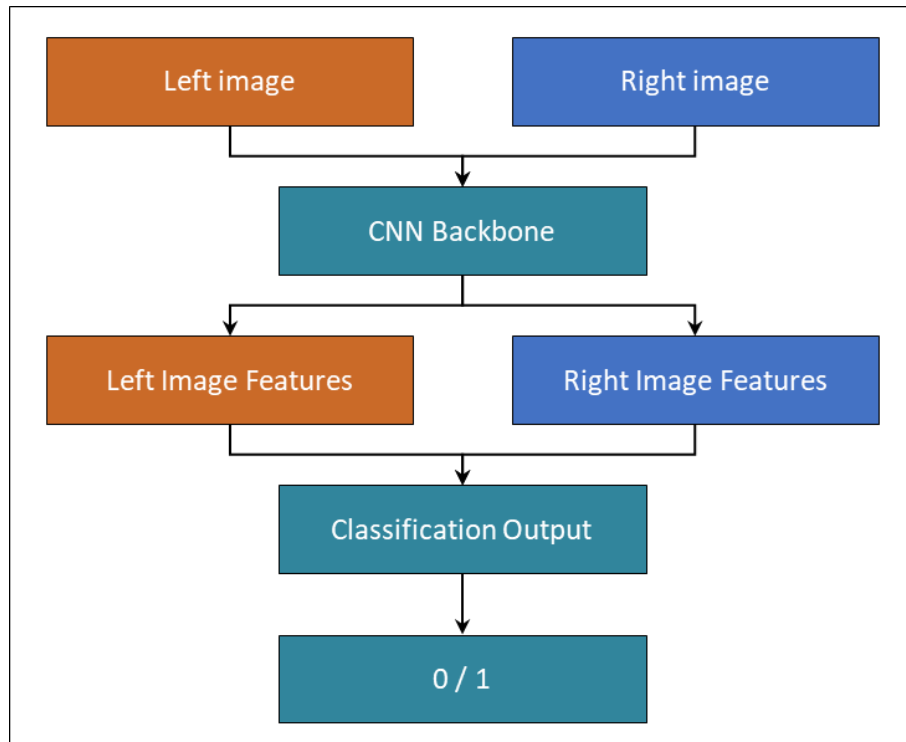 Left image
Right image
CNN Backbone
Left Image Features
Right Image Features
Classification Output
0 / 1